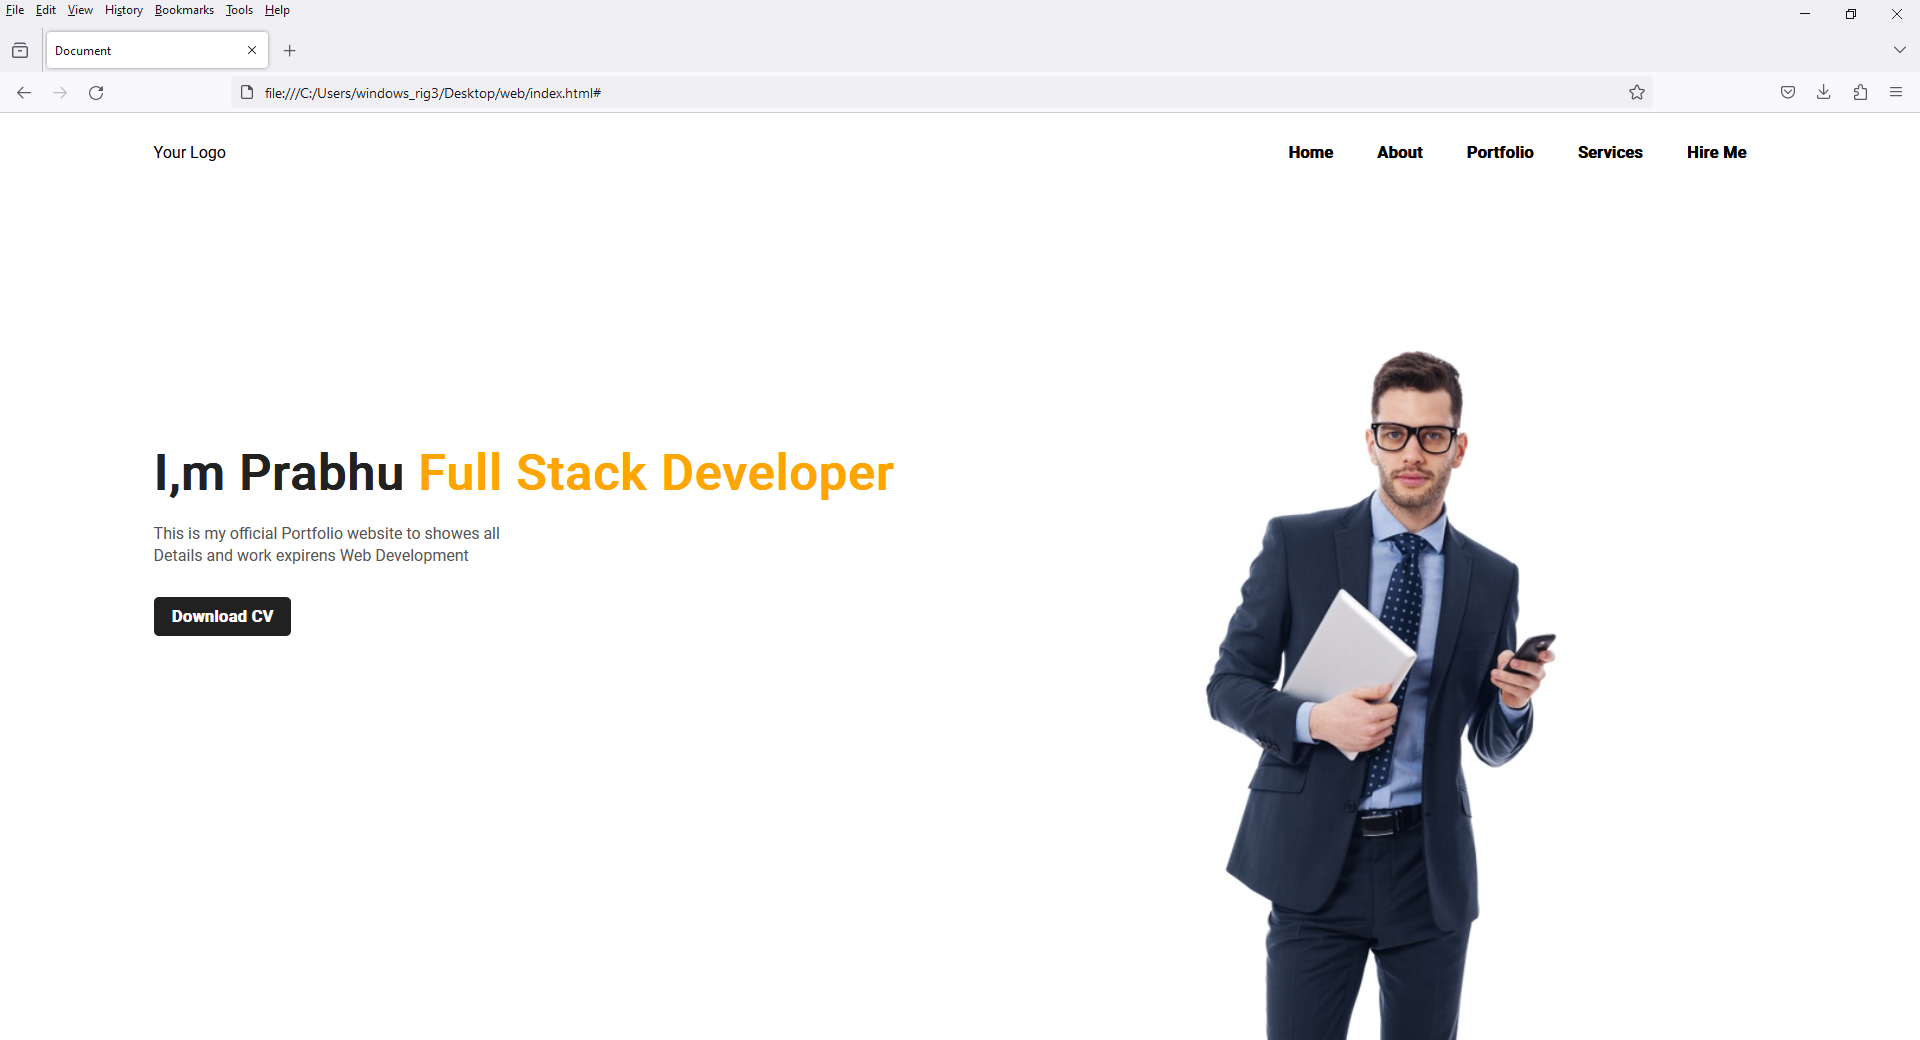 File Edit View History Bookmarks Tools Help
Document
file:///C:/Users/windows_rig3/Desktop/web/index.html#
Your Logo Home About Portfolio Services Hire Me
I,m Prabhu Full Stack Developer
This is my official Portfolio website to showes all
Details and work expirens Web Development
Download CV